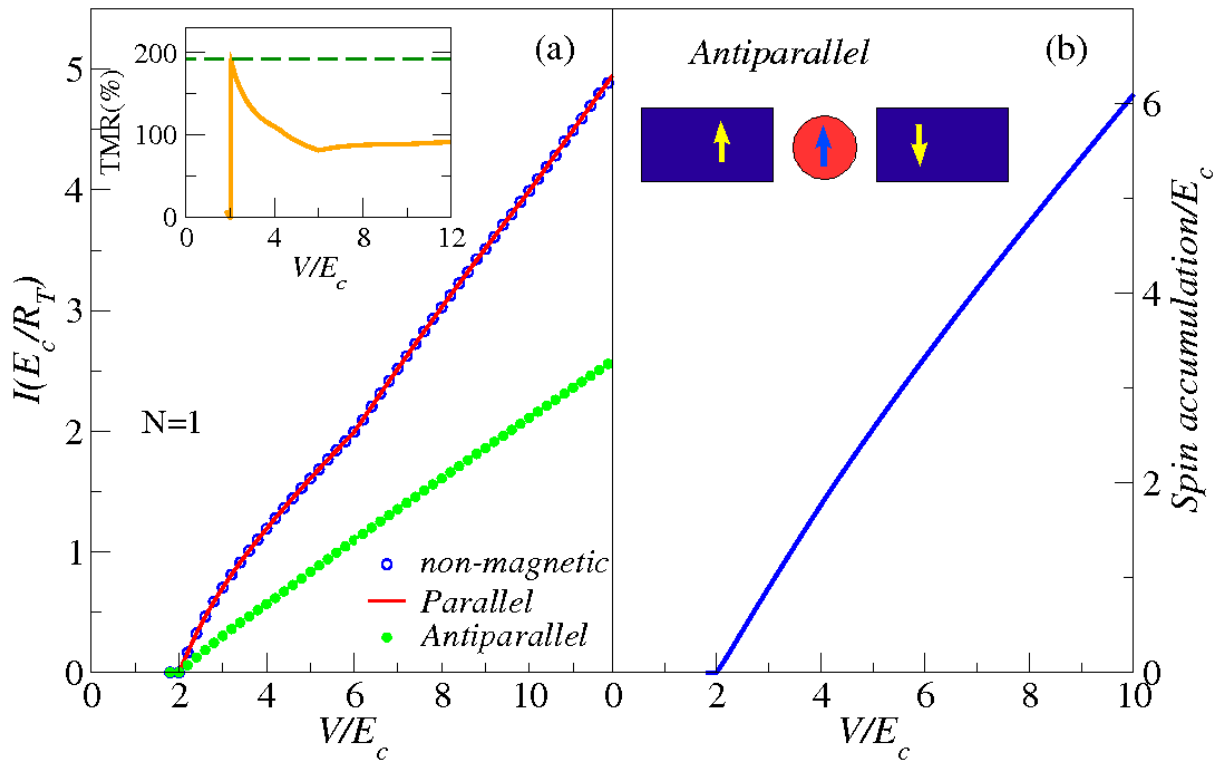 (a)
TMR(%)
200
100
0
0
4
8
12
V/E_c
5
4
3
2
1
0
I(E_c/R_T)
N=1
non-magnetic
Parallel
Antiparallel
0
2
4
6
8
10
V/E_c
(b)
Antiparallel
6
4
2
0
Spin accumulation/E_c
0
2
4
6
8
10
V/E_c